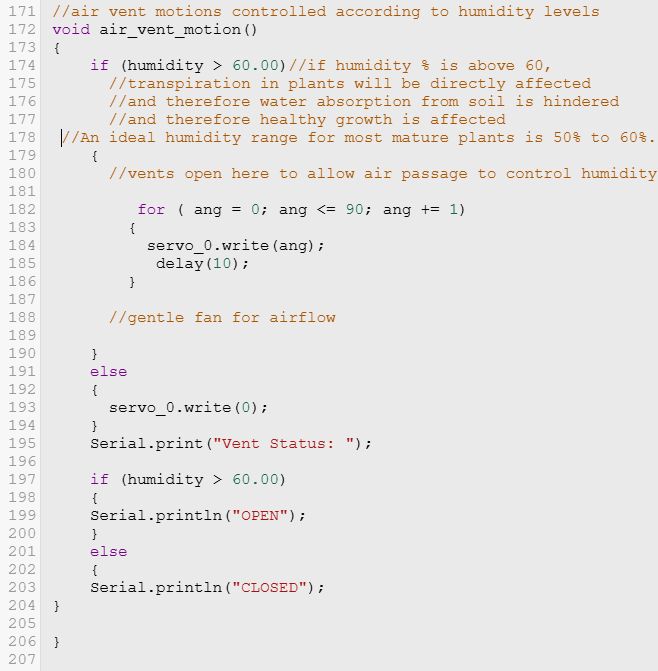 171 //air vent motions controlled according to humidity levels
172 void air_vent_motion()
173 {
174     if (humidity > 60.00)//if humidity % is above 60,
175       //transpiration in plants will be directly affected
176       //and therefore water absorption from soil is hindered
177       //and therefore healthy growth is affected
178  //An ideal humidity range for most mature plants is 50% to 60%.
179     {
180       //vents open here to allow air passage to control humidity
181
182          for ( ang = 0; ang <= 90; ang += 1)
183         {
184           servo_0.write(ang);
185            delay(10);
186         }
187
188       //gentle fan for airflow
189
190     }
191     else
192     {
193       servo_0.write(0);
194     }
195     Serial.print("Vent Status: ");
196
197     if (humidity > 60.00)
198     {
199     Serial.println("OPEN");
200     }
201     else
202     {
203     Serial.println("CLOSED");
204 }
205
206 }
207